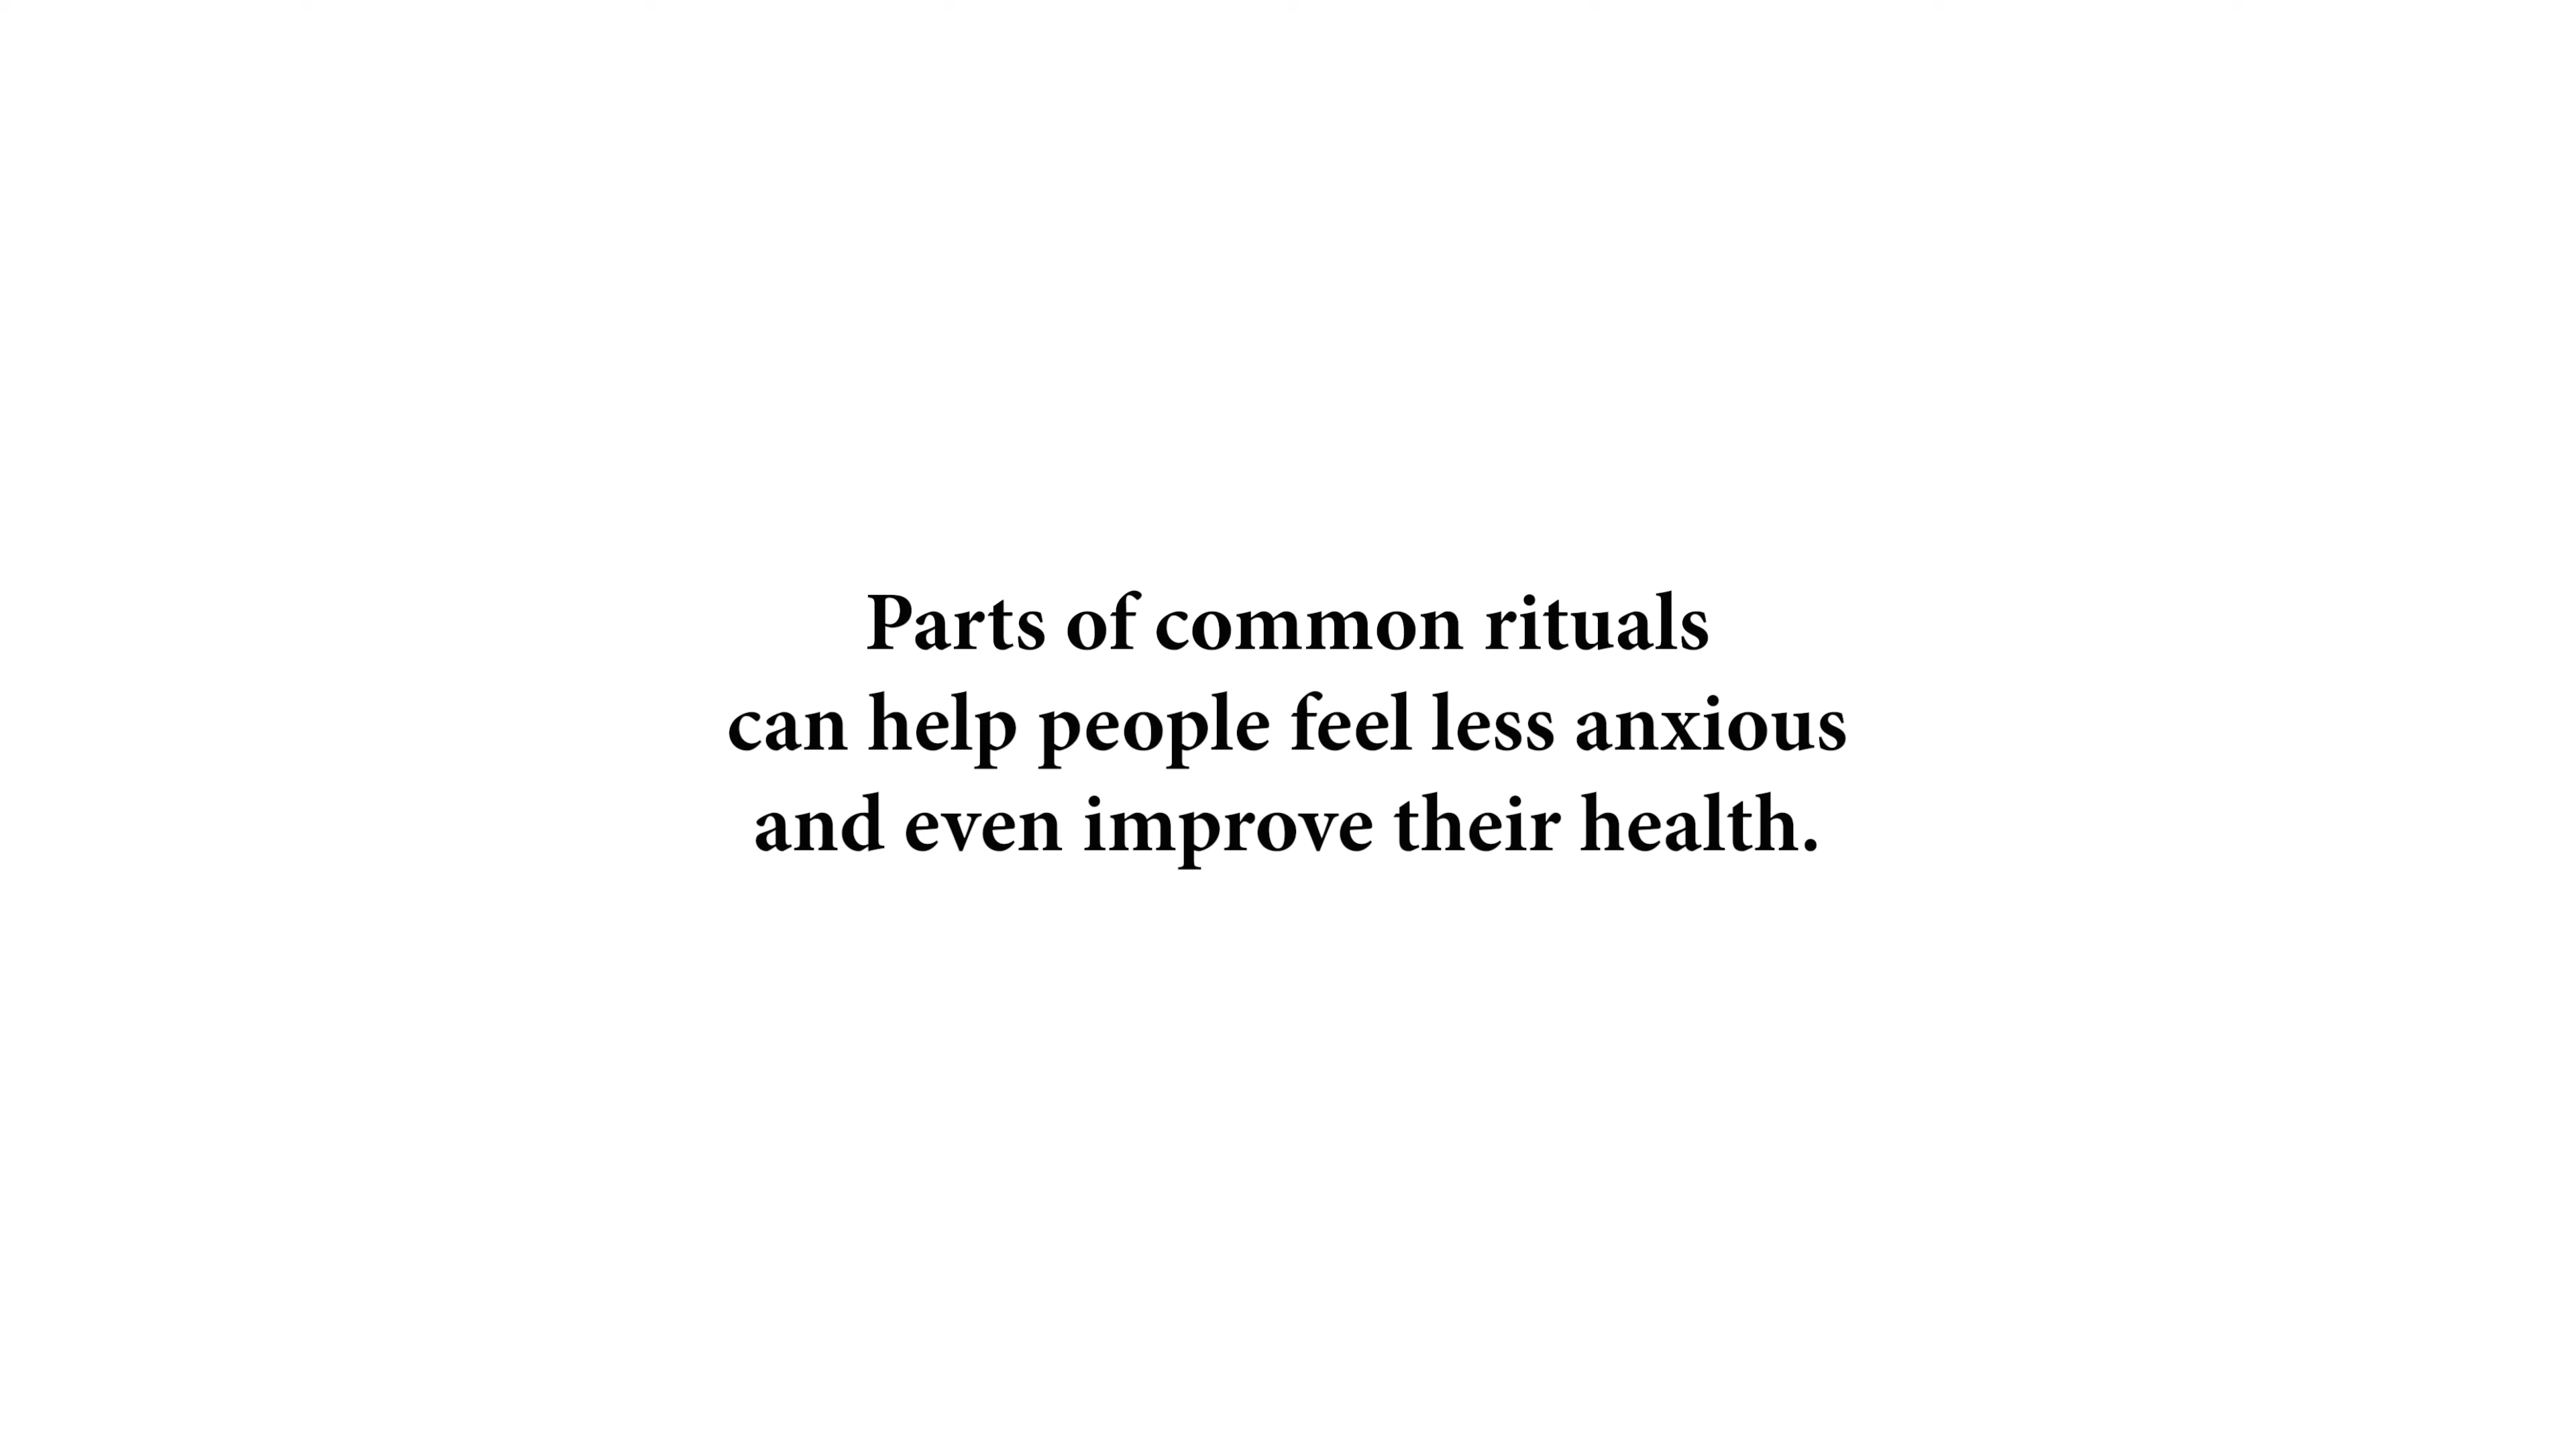 Parts of common rituals
can help people feel less anxious
and even improve their health.